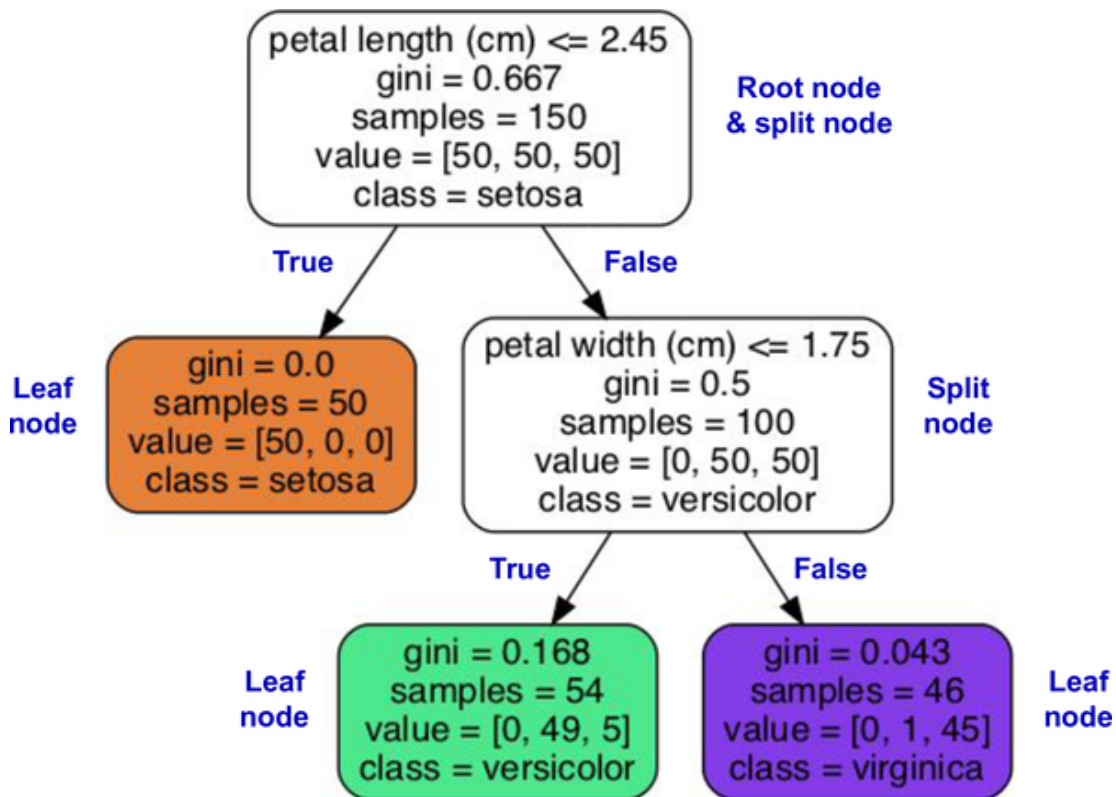 petal length (cm) <= 2.45
gini = 0.667
samples = 150
value = [50, 50, 50]
class = setosa
Root node
& split node
True
False
Leaf
node
gini = 0.0
samples = 50
value = [50, 0, 0]
class = setosa
petal width (cm) <= 1.75
gini = 0.5
samples = 100
value = [0, 50, 50]
class = versicolor
Split
node
True
False
Leaf
node
gini = 0.168
samples = 54
value = [0, 49, 5]
class = versicolor
gini = 0.043
samples = 46
value = [0, 1, 45]
class = virginica
Leaf
node